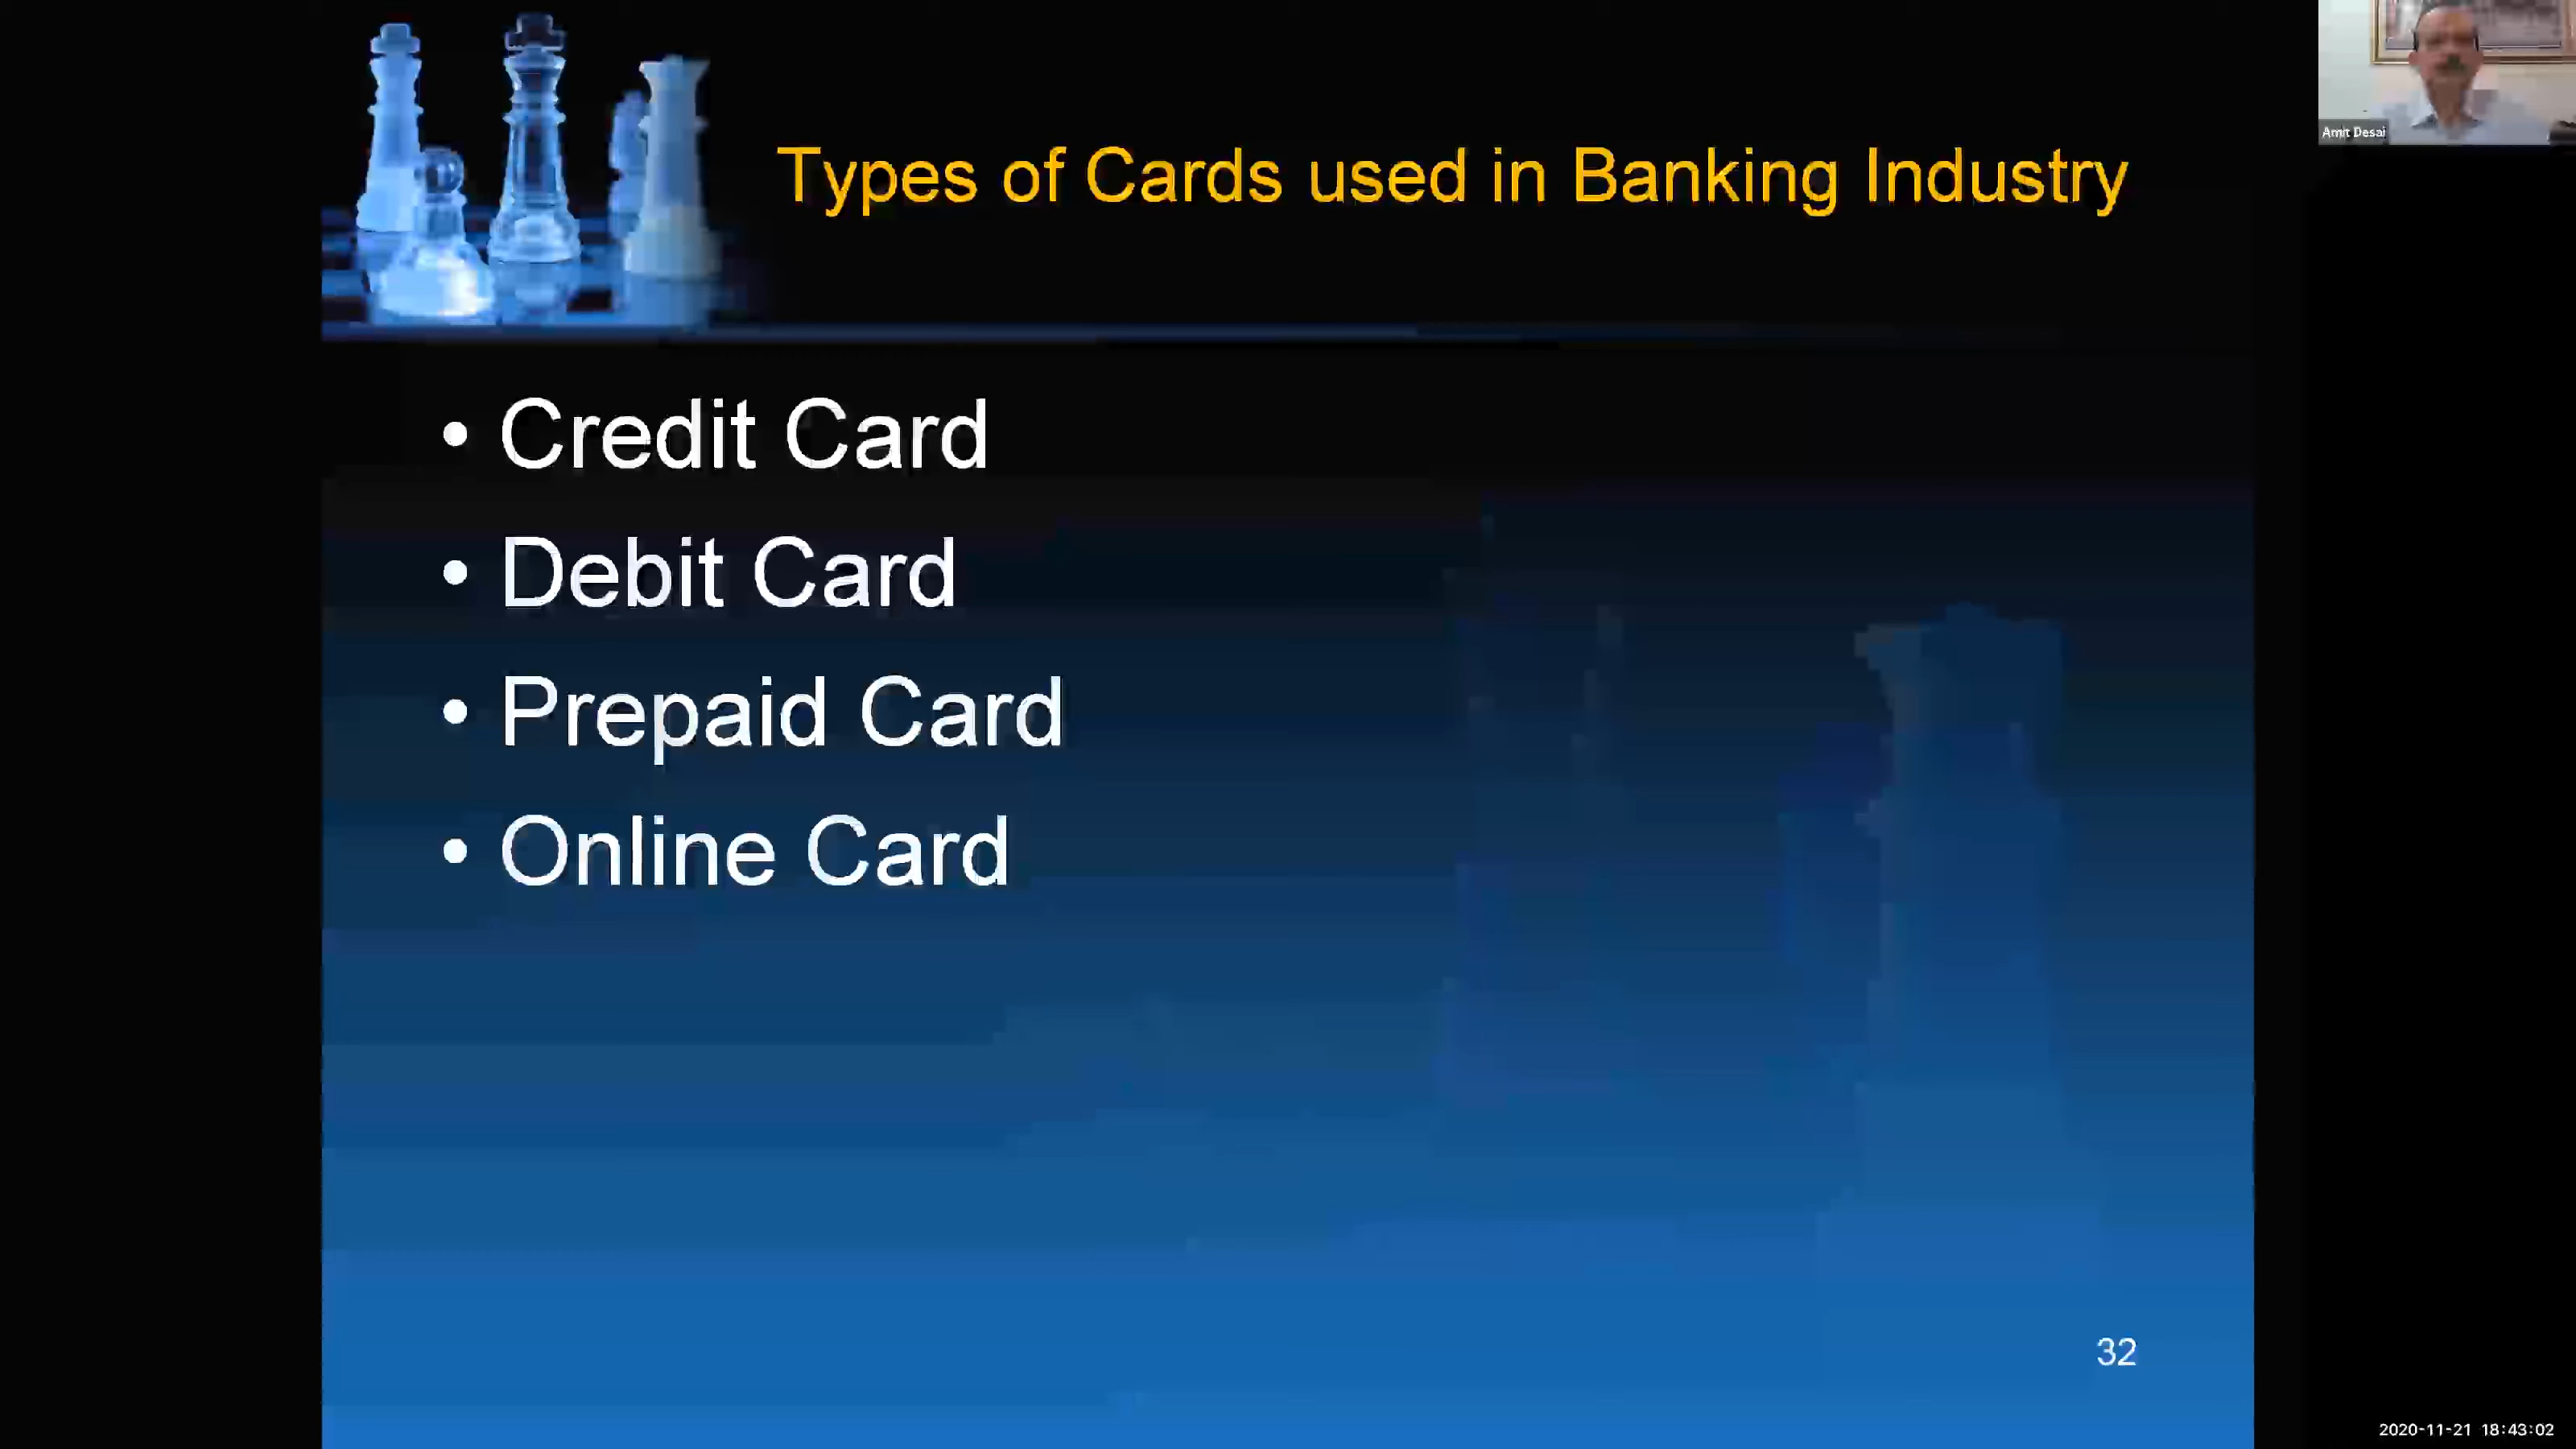 Amit Desai
Types of Cards used in Banking Industry
• Credit Card
• Debit Card
• Prepaid Card
• Online Card
32
2020-11-21 18:43:02